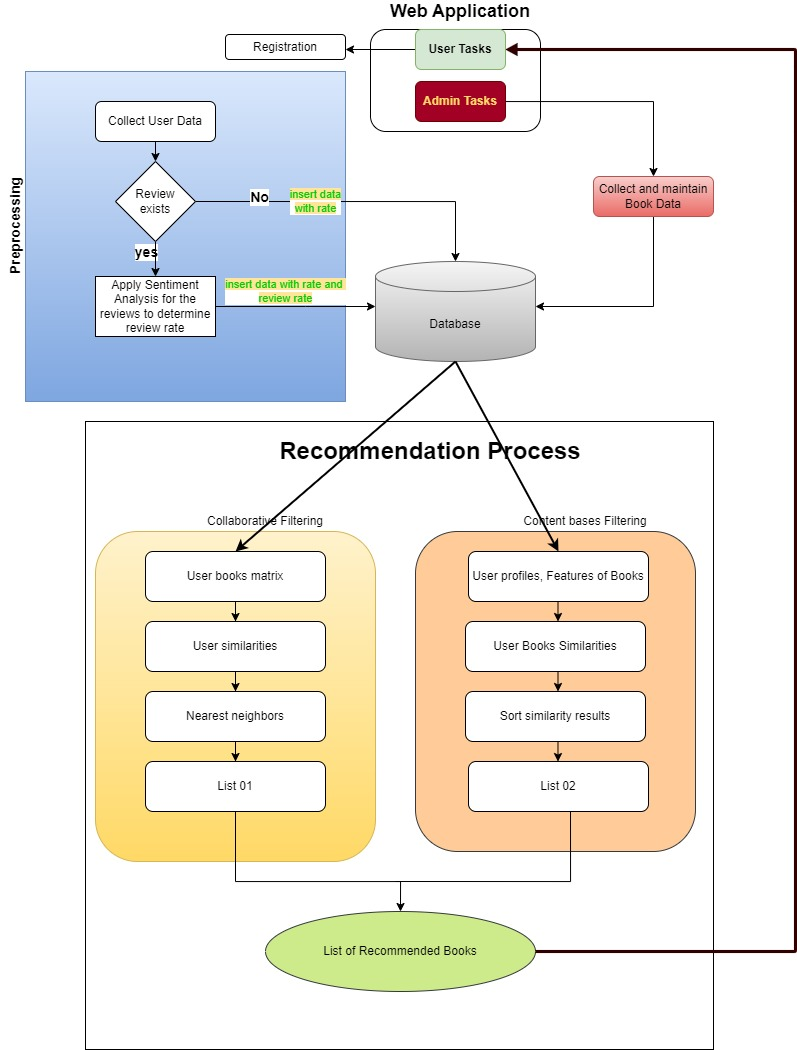 Web Application
Registration
User Tasks
Admin Tasks
Collect User Data
Preprocessing
Review
exists
No
insert data
with rate
Collect and maintain
Book Data
yes
Apply Sentiment
Analysis for the
reviews to determine
review rate
insert data with rate and
review rate
Database
Recommendation Process
Collaborative Filtering
Content bases Filtering
User books matrix
User profiles, Features of Books
User similarities
User Books Similarities
Nearest neighbors
Sort similarity results
List 01
List 02
List of Recommended Books